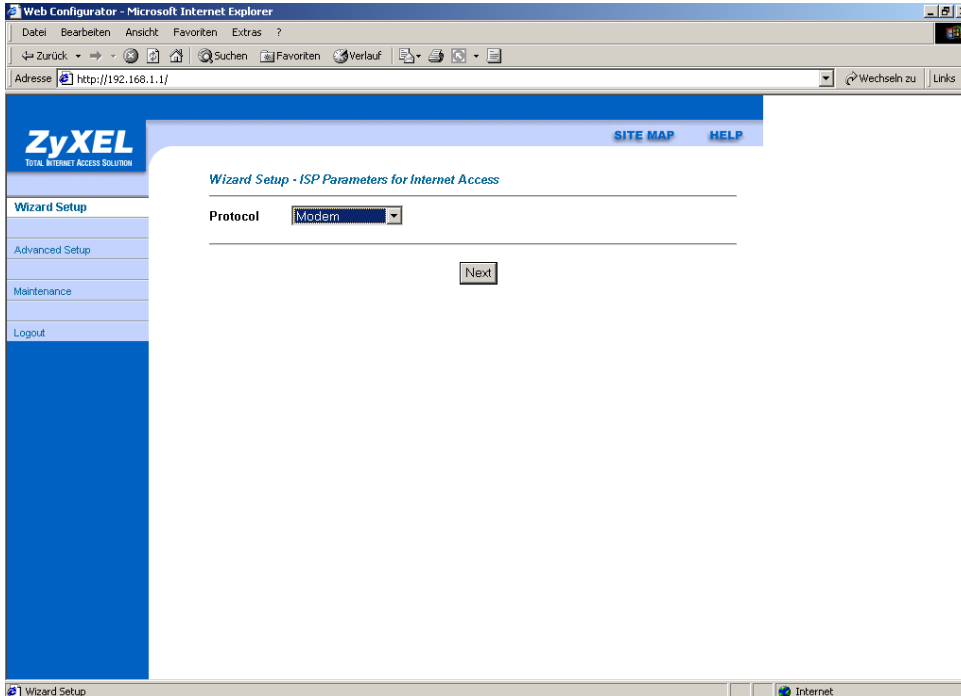 Web Configurator - Microsoft Internet Explorer
Datei Bearbeiten Ansicht Favoriten Extras ?
Zurück Suchen Favoriten Verlauf
Adresse http://192.168.1.1/ Wechseln zu Links
ZyXEL
TOTAL INTERNET ACCESS SOLUTION
SITE MAP HELP
Wizard Setup - ISP Parameters for Internet Access
Wizard Setup
Protocol Modem
Advanced Setup
Next
Maintenance
Logout
Wizard Setup Internet